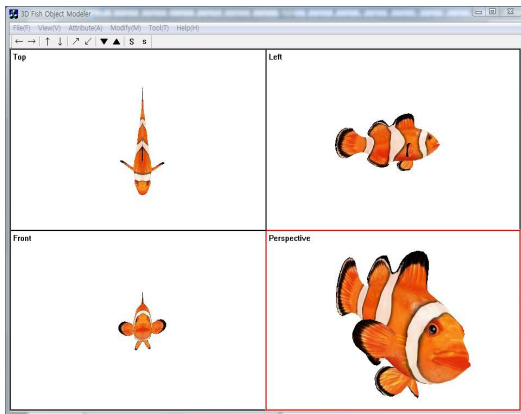 3D Fish Object Modeler
File(F) View(V) Attribute(A) Modify(M) Tool(T) Help(H)
← → ↑ ↓ ↗ ↙ ▼ ▲ S s
Top
Left
Front
Perspective